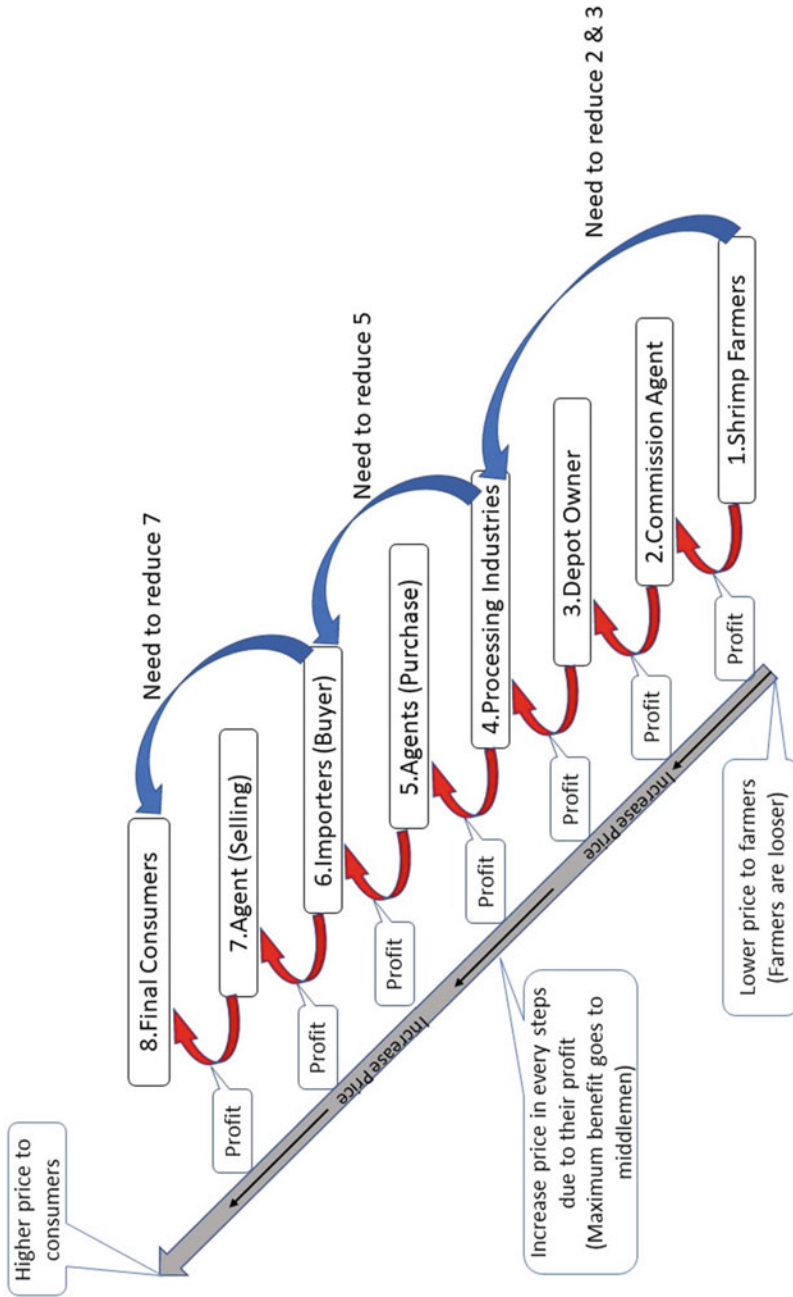 Higher price to
consumers
8.Final Consumers
Need to reduce 7
Profit
7.Agent (Selling)
Profit
6.Importers (Buyer)
Need to reduce 5
Profit
5.Agents (Purchase)
Profit
4.Processing Industries
Need to reduce 2 & 3
Profit
3.Depot Owner
Profit
2.Commission Agent
Profit
1.Shrimp Farmers
Increase Price
Increase Price
Increase price in every steps
due to their profit
(Maximum benefit goes to
middlemen)
Lower price to farmers
(Farmers are looser)